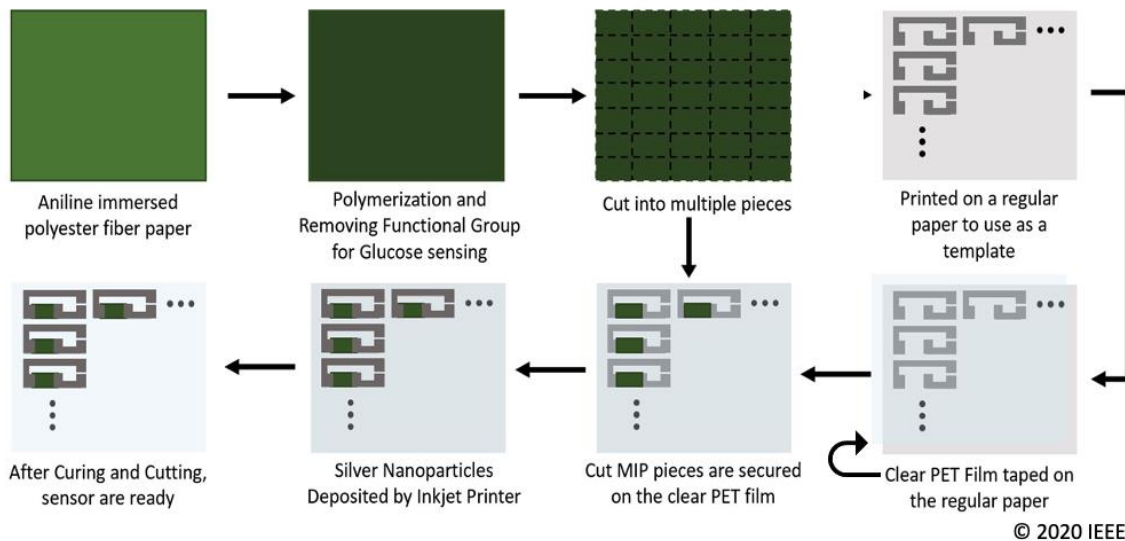 Aniline immersed
polyester fiber paper
Polymerization and
Removing Functional Group
for Glucose sensing
Cut into multiple pieces
Printed on a regular
paper to use as a
template
After Curing and Cutting,
sensor are ready
Silver Nanoparticles
Deposited by Inkjet Printer
Cut MIP pieces are secured
on the clear PET film
Clear PET Film taped on
the regular paper
© 2020 IEEE